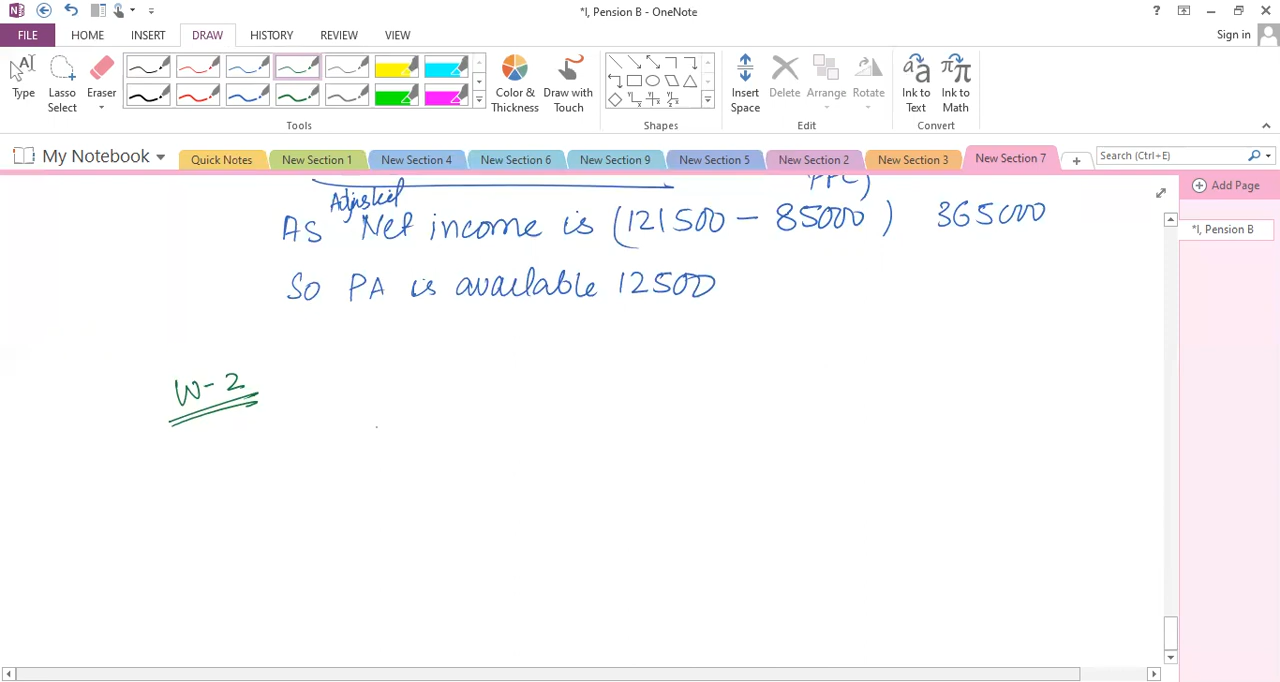 *I, Pension B - OneNote
FILE HOME INSERT DRAW HISTORY REVIEW VIEW Sign in
Type Lasso Select Eraser Color & Thickness Draw with Touch Insert Space Delete Arrange Rotate Ink to Text Ink to Math
Tools Shapes Edit Convert
My Notebook Quick Notes New Section 1 New Section 4 New Section 6 New Section 9 New Section 5 New Section 2 New Section 3 New Section 7 Search (Ctrl+E)
Add Page
*I, Pension B
PPC)
Adjusted
As Net income is (121500 - 85000) 365000
So PA is available 12500
W-2